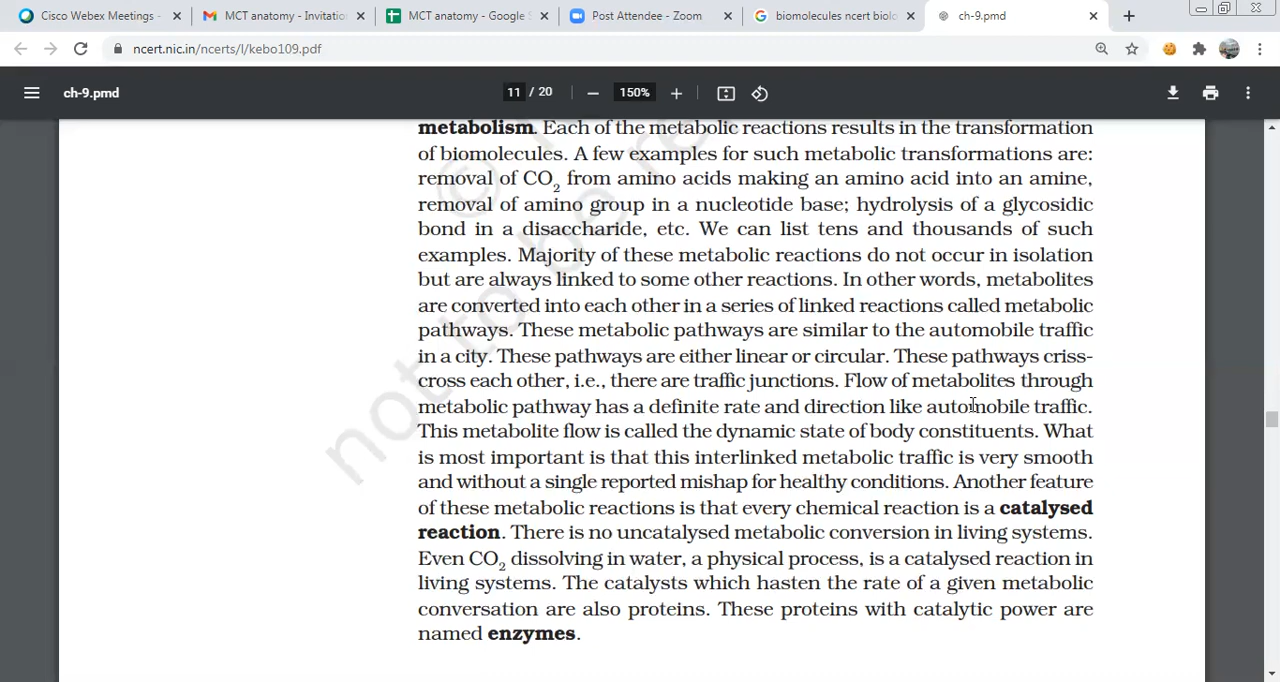 Cisco Webex Meetings -
MCT anatomy - Invitatio
MCT anatomy - Google S
Post Attendee - Zoom
biomolecules ncert biolo
ch-9.pmd
ncert.nic.in/ncerts/l/kebo109.pdf
ch-9.pmd
11 / 20
150%
metabolism. Each of the metabolic reactions results in the transformation
of biomolecules. A few examples for such metabolic transformations are:
removal of CO2 from amino acids making an amino acid into an amine,
removal of amino group in a nucleotide base; hydrolysis of a glycosidic
bond in a disaccharide, etc. We can list tens and thousands of such
examples. Majority of these metabolic reactions do not occur in isolation
but are always linked to some other reactions. In other words, metabolites
are converted into each other in a series of linked reactions called metabolic
pathways. These metabolic pathways are similar to the automobile traffic
in a city. These pathways are either linear or circular. These pathways criss-
cross each other, i.e., there are traffic junctions. Flow of metabolites through
metabolic pathway has a definite rate and direction like automobile traffic.
This metabolite flow is called the dynamic state of body constituents. What
is most important is that this interlinked metabolic traffic is very smooth
and without a single reported mishap for healthy conditions. Another feature
of these metabolic reactions is that every chemical reaction is a catalysed
reaction. There is no uncatalysed metabolic conversion in living systems.
Even CO2 dissolving in water, a physical process, is a catalysed reaction in
living systems. The catalysts which hasten the rate of a given metabolic
conversation are also proteins. These proteins with catalytic power are
named enzymes.
©
not to be re